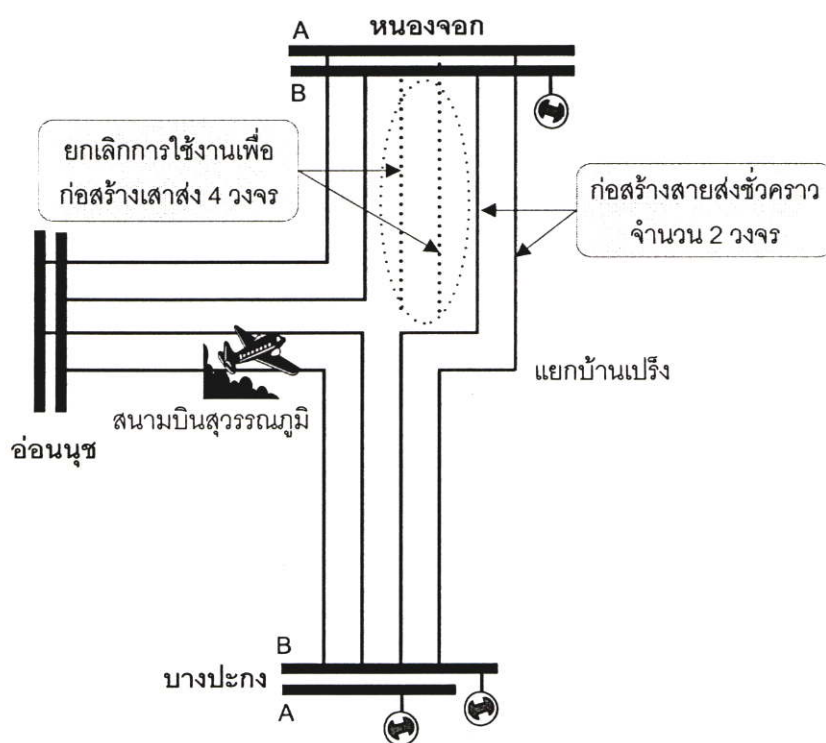 A
หนองจอก
B
ยกเลิกการใช้งานเพื่อ
ก่อสร้างเสาส่ง 4 วงจร
ก่อสร้างสายส่งชั่วคราว
จำนวน 2 วงจร
แยกบ้านเปร็ง
สนามบินสุวรรณภูมิ
อ่อนนุช
B
บางปะกง
A